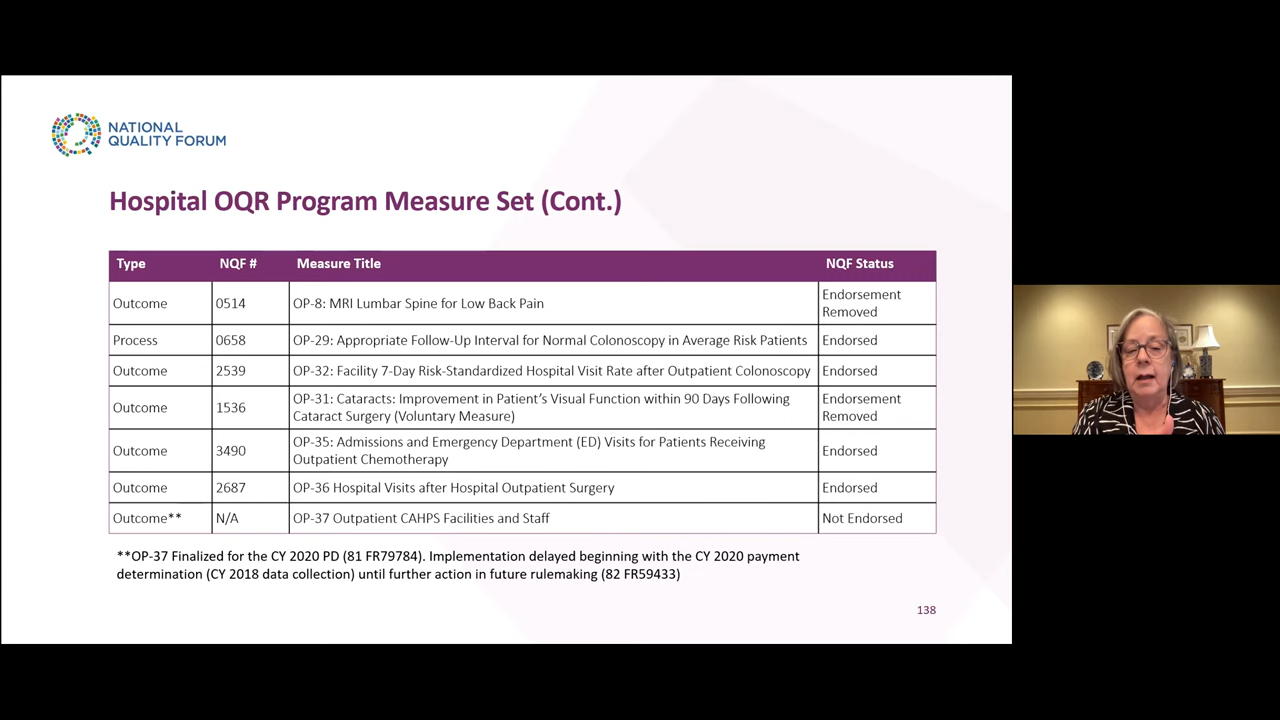 NATIONAL
QUALITY FORUM
Hospital OQR Program Measure Set (Cont.)
Type NQF # Measure Title NQF Status
Outcome 0514 OP-8: MRI Lumbar Spine for Low Back Pain Endorsement
Removed
Process 0658 OP-29: Appropriate Follow-Up Interval for Normal Colonoscopy in Average Risk Patients Endorsed
Outcome 2539 OP-32: Facility 7-Day Risk-Standardized Hospital Visit Rate after Outpatient Colonoscopy Endorsed
Outcome 1536 OP-31: Cataracts: Improvement in Patient's Visual Function within 90 Days Following Endorsement
Cataract Surgery (Voluntary Measure) Removed
Outcome 3490 OP-35: Admissions and Emergency Department (ED) Visits for Patients Receiving Endorsed
Outpatient Chemotherapy
Outcome 2687 OP-36 Hospital Visits after Hospital Outpatient Surgery Endorsed
Outcome** N/A OP-37 Outpatient CAHPS Facilities and Staff Not Endorsed
**OP-37 Finalized for the CY 2020 PD (81 FR79784). Implementation delayed beginning with the CY 2020 payment
determination (CY 2018 data collection) until further action in future rulemaking (82 FR59433)
138